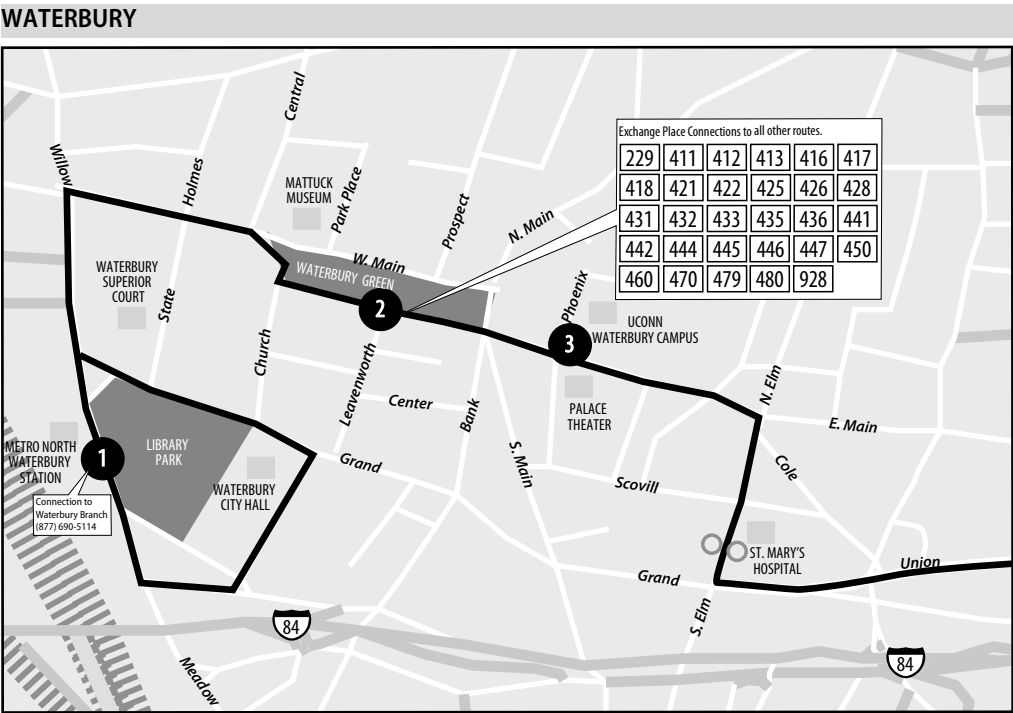 WATERBURY
Willow
Holmes
Central
MATTUCK
MUSEUM
Park Place
Prospect
N. Main
Exchange Place Connections to all other routes.
229 411 412 413 416 417
418 421 422 425 426 428
431 432 433 435 436 441
442 444 445 446 447 450
460 470 479 480 928
W. Main
WATERBURY GREEN
WATERBURY
SUPERIOR
COURT
State
Church
2
Phoenix
3
UCONN
WATERBURY CAMPUS
Leavenworth
Center
Bank
PALACE
THEATER
N. Elm
E. Main
METRO NORTH
WATERBURY
STATION
1
LIBRARY
PARK
Grand
S. Main
Scovill
Cole
WATERBURY
CITY HALL
Connection to
Waterbury Branch
(877) 690-5114
ST. MARY'S
HOSPITAL
Union
Grand
S. Elm
84
84
Meadow